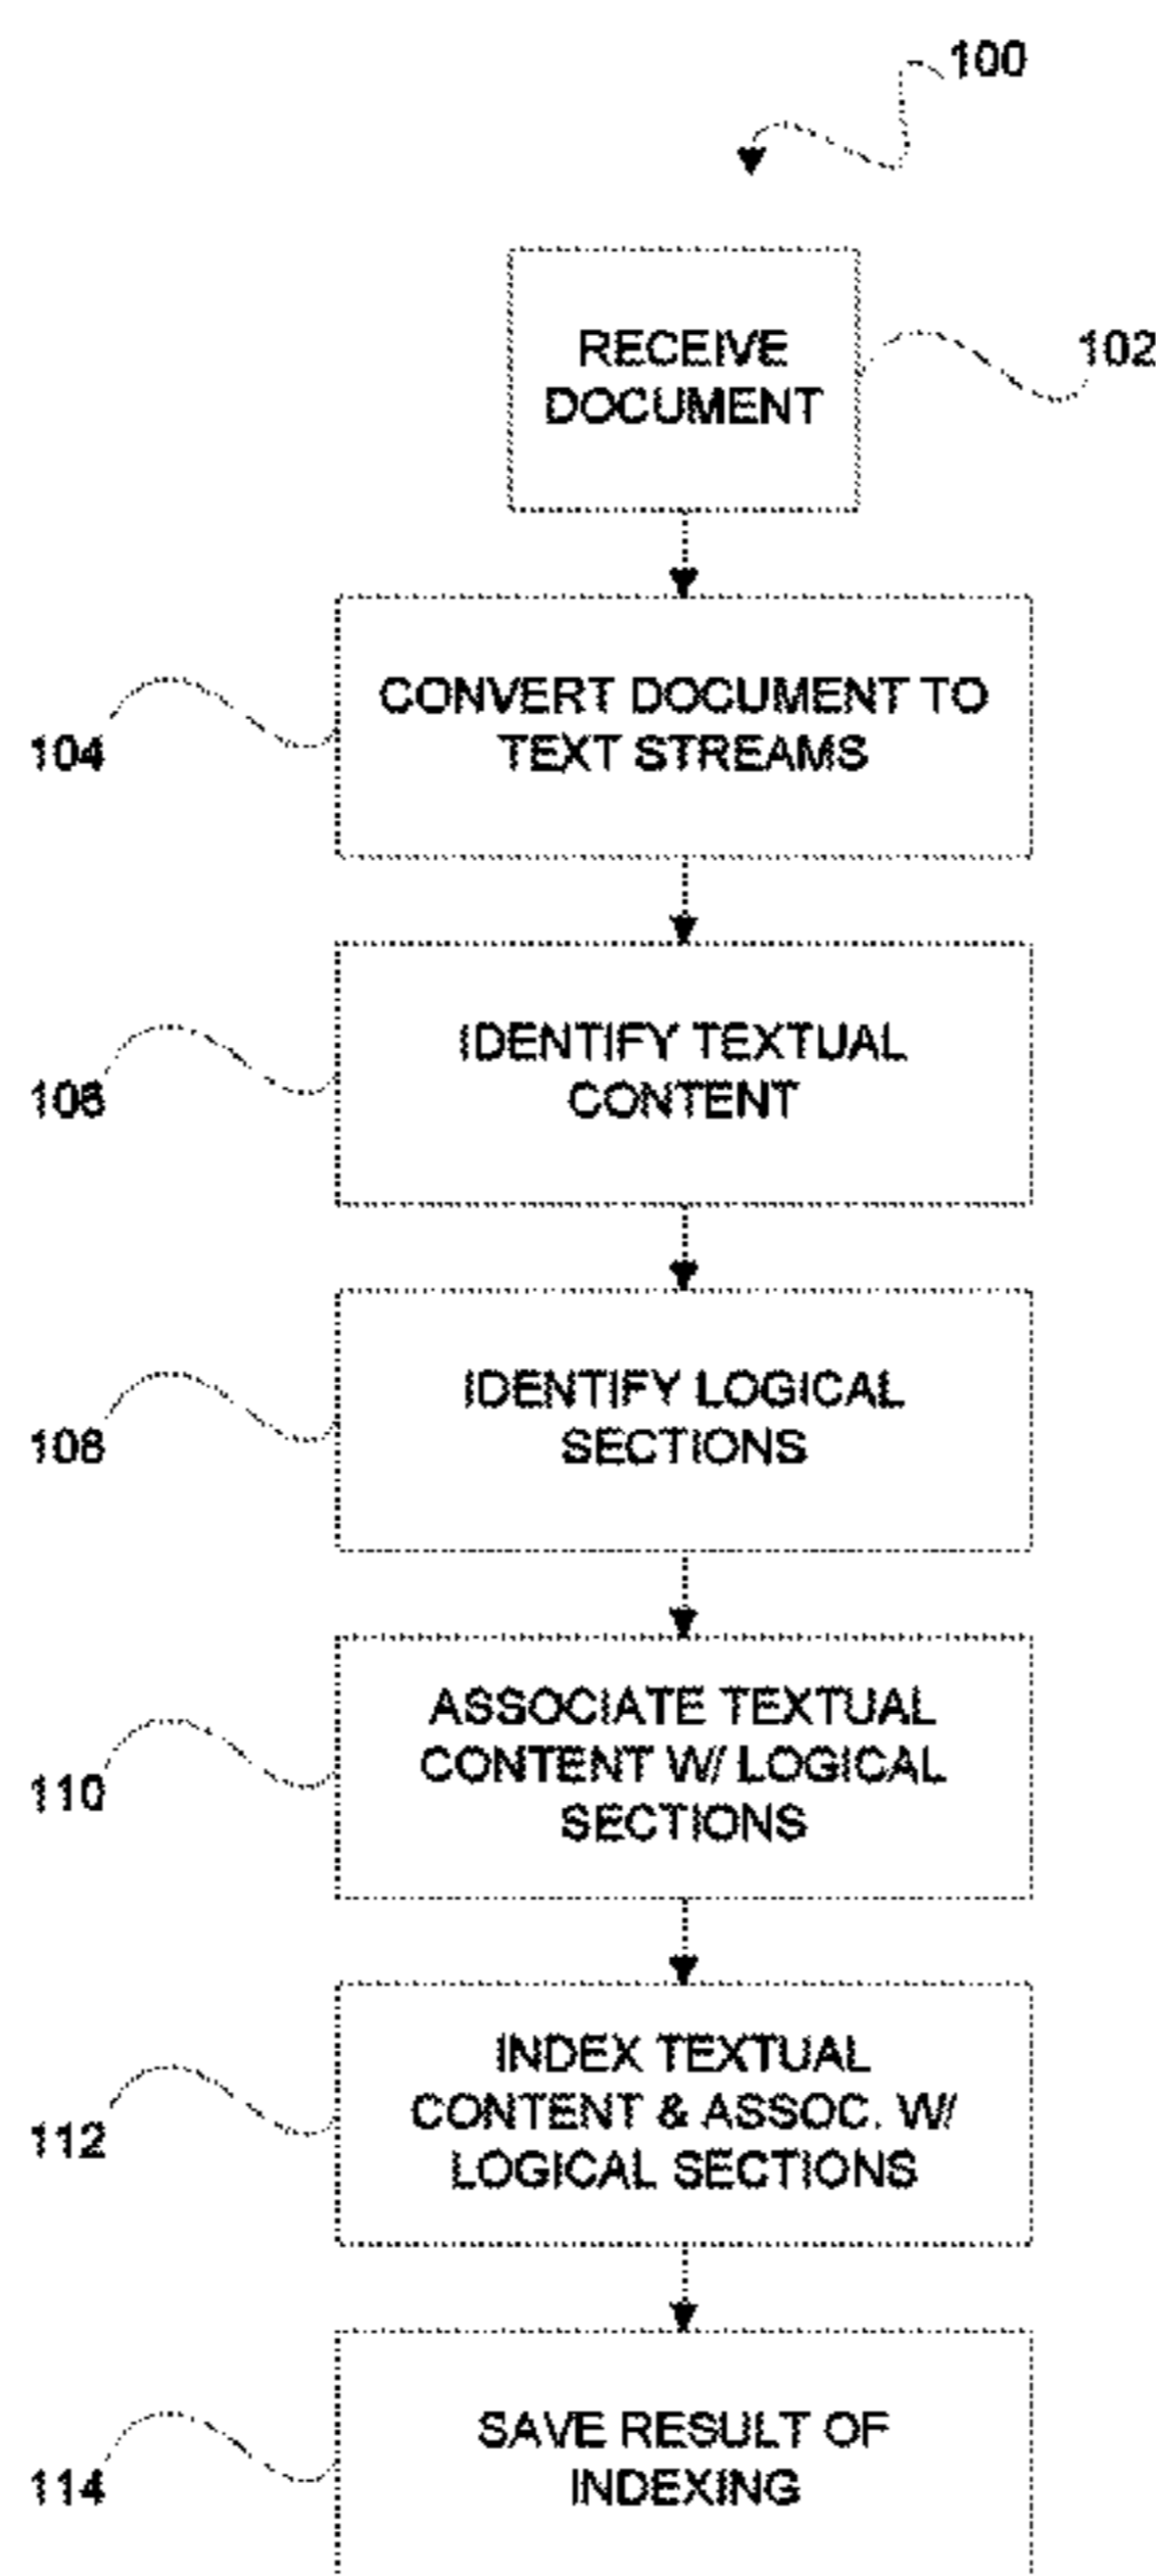 100
RECEIVE
DOCUMENT
102
CONVERT DOCUMENT TO
TEXT STREAMS
104
IDENTIFY TEXTUAL
CONTENT
106
IDENTIFY LOGICAL
SECTIONS
108
ASSOCIATE TEXTUAL
CONTENT W/ LOGICAL
SECTIONS
110
INDEX TEXTUAL
CONTENT & ASSOC. W/
LOGICAL SECTIONS
112
SAVE RESULT OF
INDEXING
114